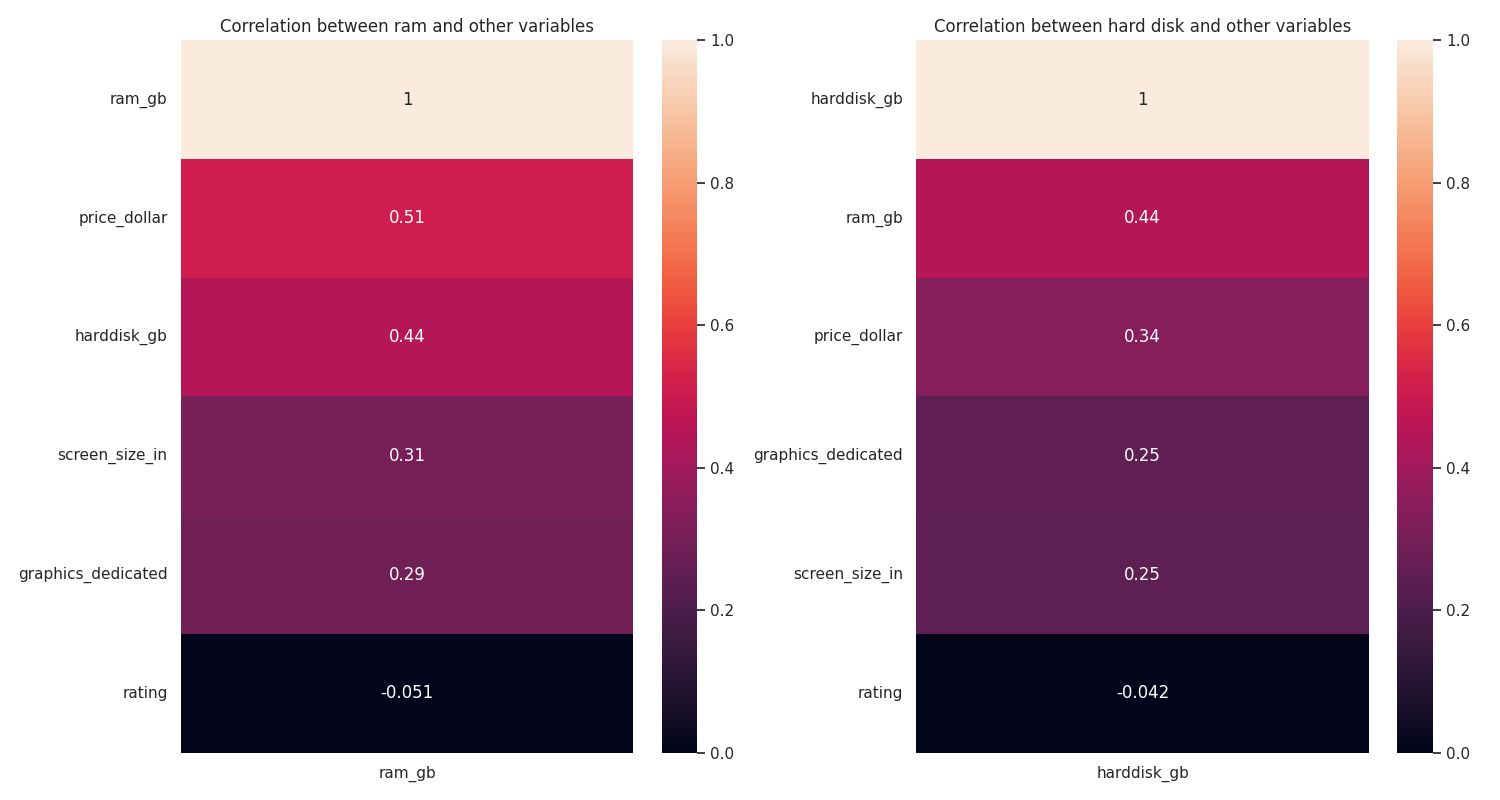 Correlation between ram and other variables
ram_gb
price_dollar
harddisk_gb
screen_size_in
graphics_dedicated
rating
1
0.51
0.44
0.31
0.29
-0.051
ram_gb
1.0
0.8
0.6
0.4
0.2
0.0
Correlation between hard disk and other variables
harddisk_gb
ram_gb
price_dollar
graphics_dedicated
screen_size_in
rating
1
0.44
0.34
0.25
0.25
-0.042
harddisk_gb
1.0
0.8
0.6
0.4
0.2
0.0